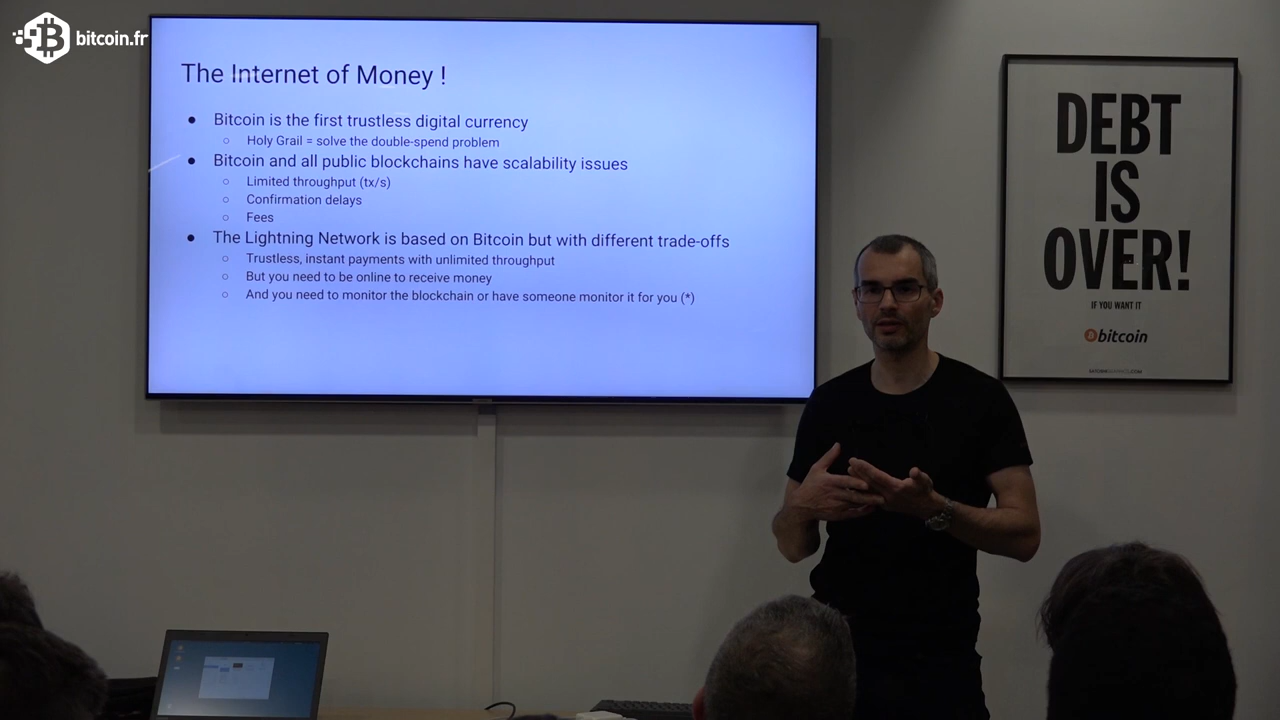 bitcoin.fr
The Internet of Money !
Bitcoin is the first trustless digital currency
Holy Grail = solve the double-spend problem
Bitcoin and all public blockchains have scalability issues
Limited throughput (tx/s)
Confirmation delays
Fees
The Lightning Network is based on Bitcoin but with different trade-offs
Trustless, instant payments with unlimited throughput
But you need to be online to receive money
And you need to monitor the blockchain or have someone monitor it for you (*)
DEBT
IS
OVER!
IF YOU WANT IT
bitcoin